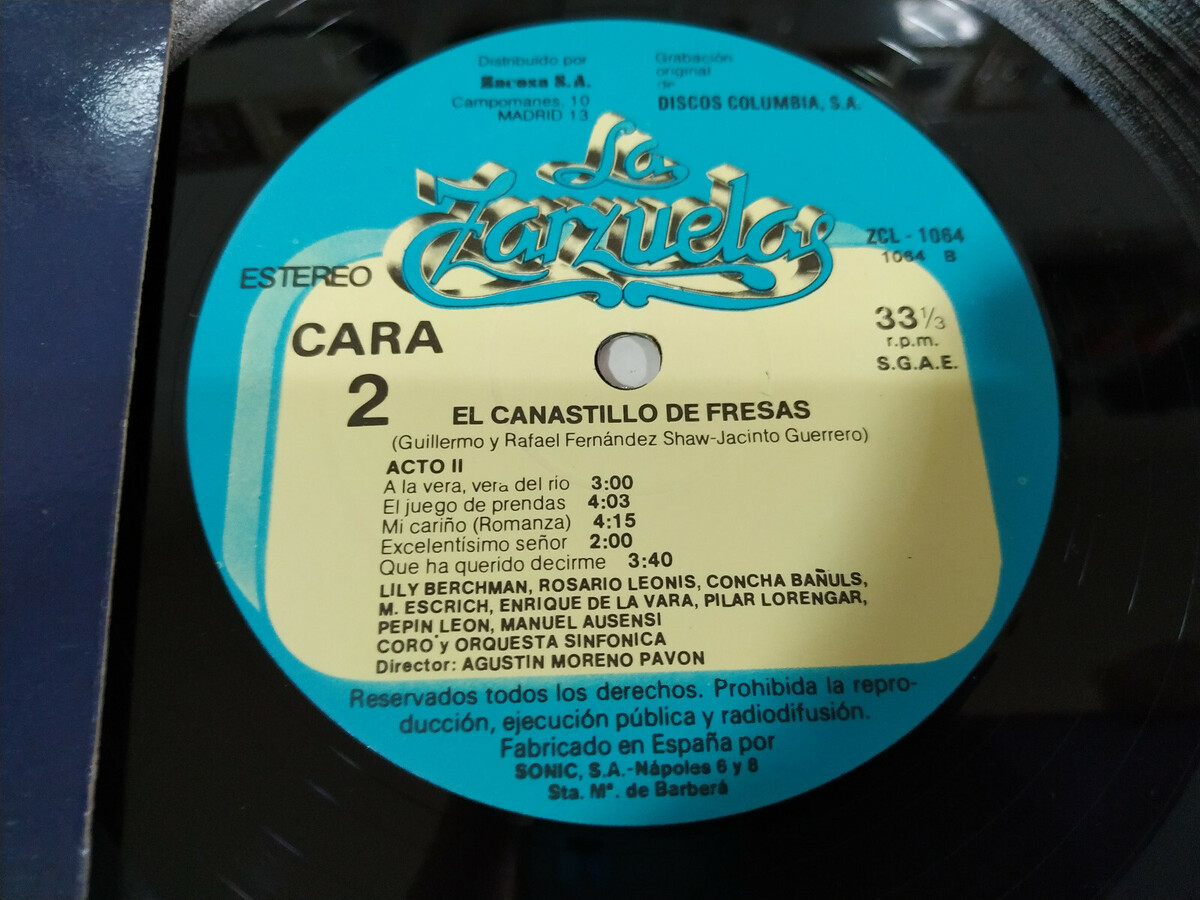 Distribuido por
Sacosa S.A.
Campomanes, 10
MADRID 13
Grabación
original
de
DISCOS COLUMBIA, S.A.
La
Zarzuela
ZCL - 1064
1064 B
ESTEREO
CARA
2
33 1/3
r.p.m.
S.G.A.E.
EL CANASTILLO DE FRESAS
(Guillermo y Rafael Fernández Shaw-Jacinto Guerrero)
ACTO II
A la vera, vera del río 3:00
El juego de prendas 4:03
Mi cariño (Romanza) 4:15
Excelentísimo señor 2:00
Que ha querido decirme 3:40
LILY BERCHMAN, ROSARIO LEONIS, CONCHA BAÑULS,
M. ESCRICH, ENRIQUE DE LA VARA, PILAR LORENGAR,
PEPIN LEON, MANUEL AUSENSI
CORO y ORQUESTA SINFONICA
Director: AGUSTIN MORENO PAVON
Reservados todos los derechos. Prohibida la repro-
ducción, ejecución pública y radiodifusión.
Fabricado en España por
SONIC, S.A.-Nápoles 6 y 8
Sta. Mª. de Barberá